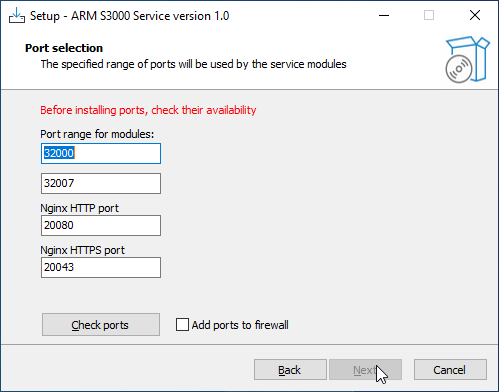 Setup - ARM S3000 Service version 1.0
Port selection
The specified range of ports will be used by the service modules
Before installing ports, check their availability
Port range for modules:
32000
32007
Nginx HTTP port
20080
Nginx HTTPS port
20043
Check ports
Add ports to firewall
Back
Next
Cancel